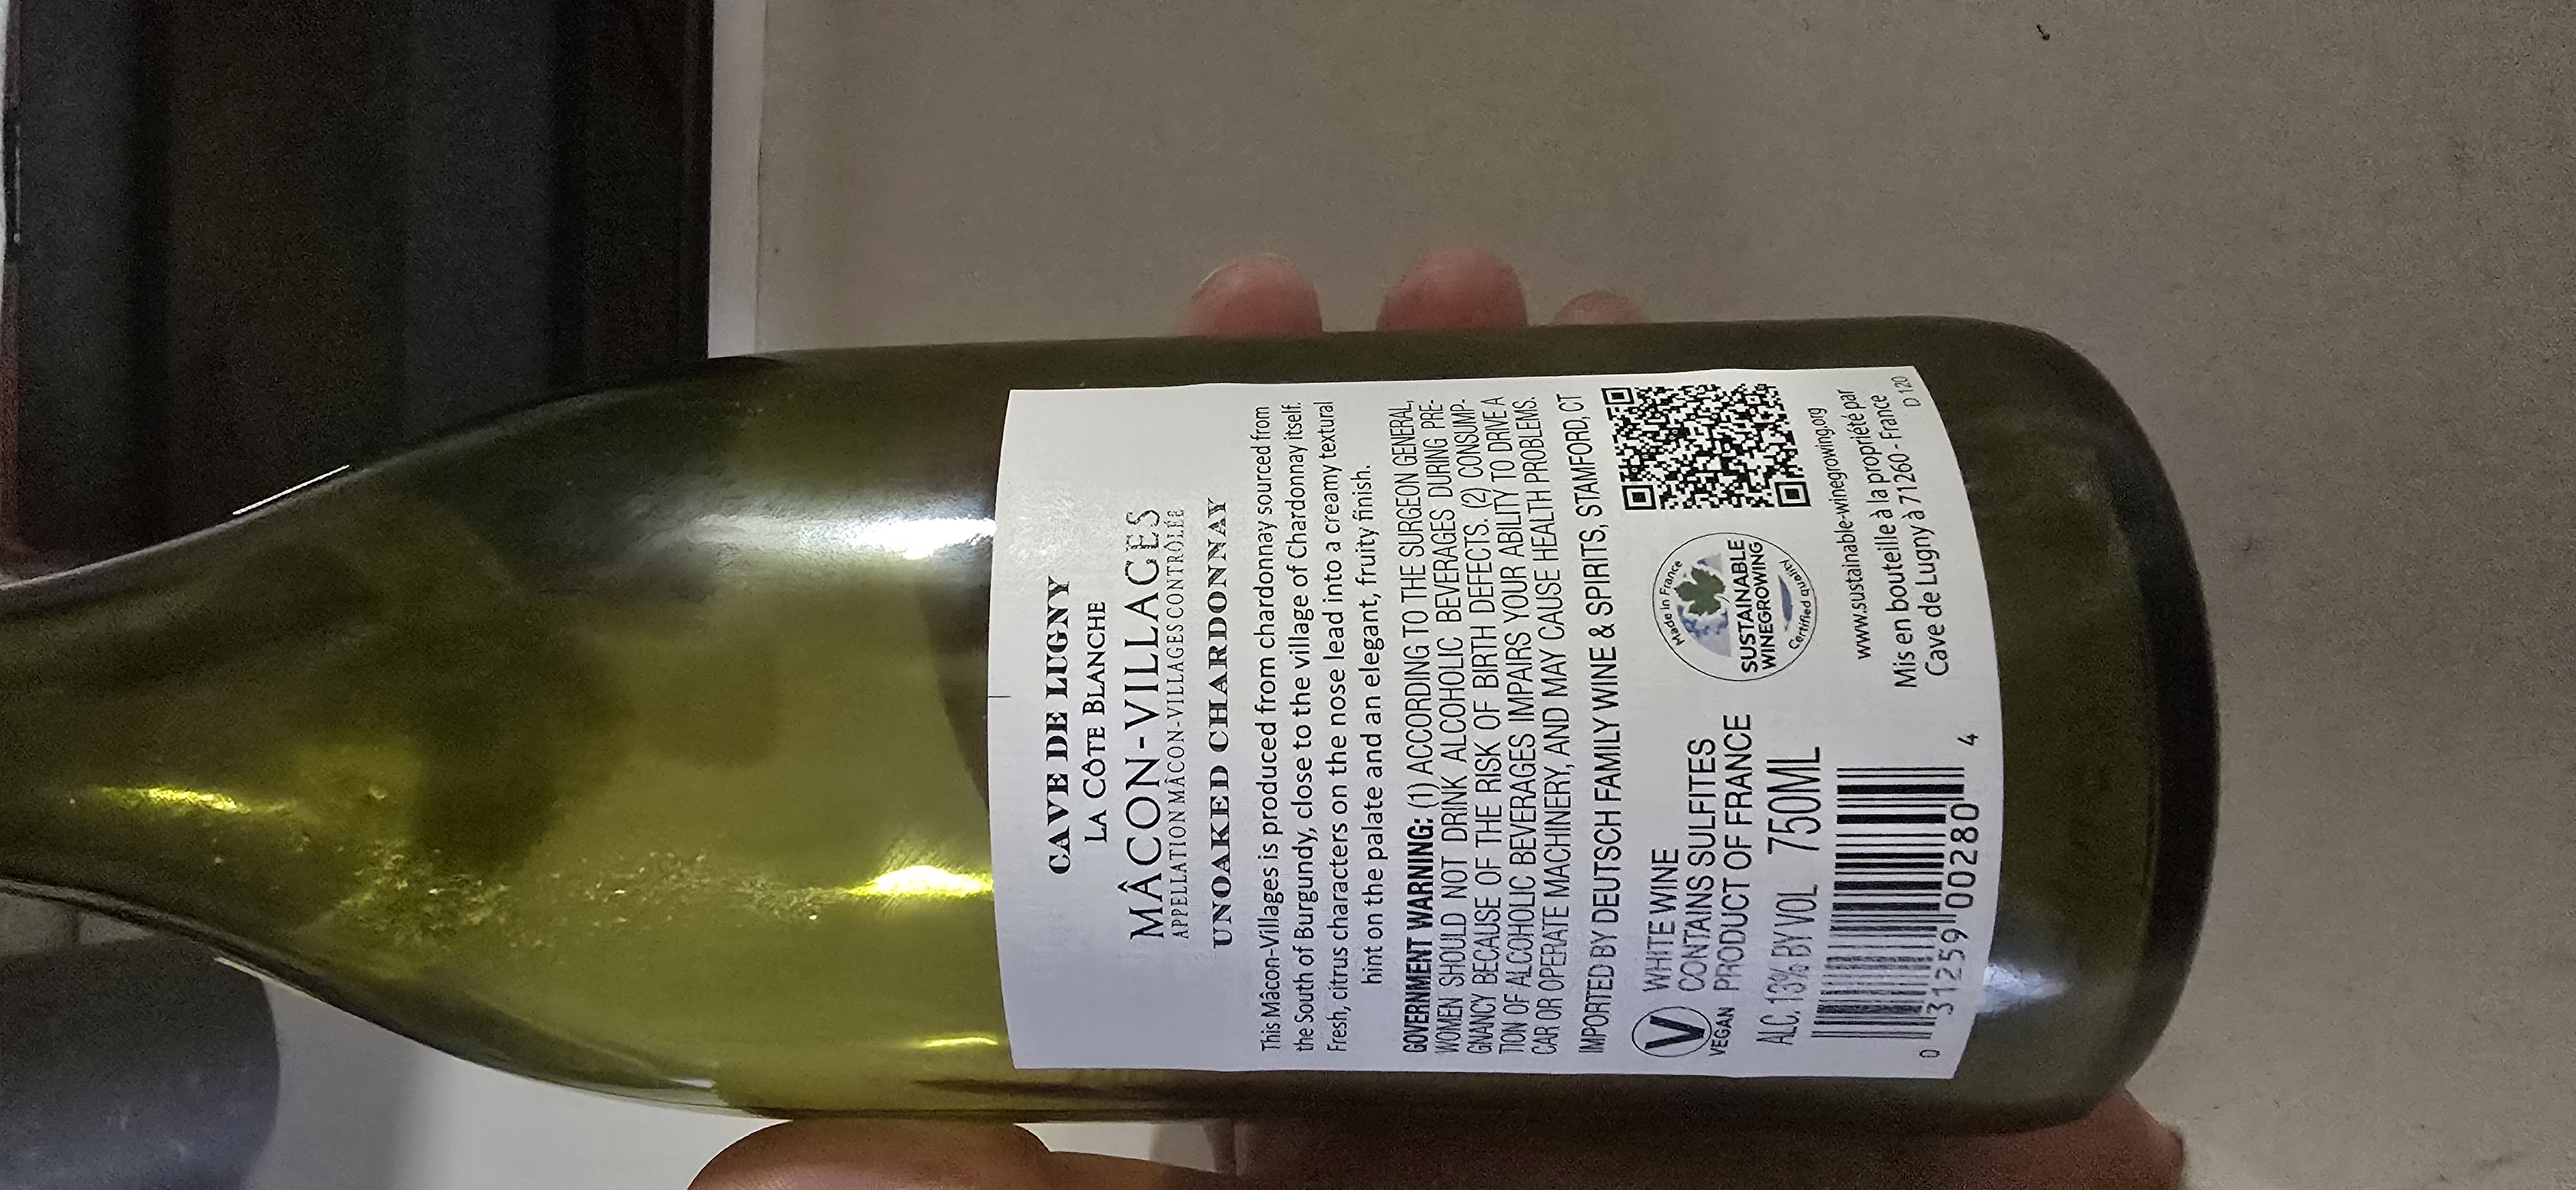 CAVE DE LUGNY
LA CÔTE BLANCHE
MÂCON-VILLAGES
APPELLATION MÂCON-VILLAGES CONTRÔLÉE
UNOAKED CHARDONNAY
This Mâcon-Villages is produced from chardonnay sourced from
the South of Burgundy, close to the village of Chardonnay itself.
Fresh, citrus characters on the nose lead into a creamy textural
hint on the palate and an elegant, fruity finish.
GOVERNMENT WARNING: (1) ACCORDING TO THE SURGEON GENERAL,
WOMEN SHOULD NOT DRINK ALCOHOLIC BEVERAGES DURING PRE-
GNANCY BECAUSE OF THE RISK OF BIRTH DEFECTS. (2) CONSUMP-
TION OF ALCOHOLIC BEVERAGES IMPAIRS YOUR ABILITY TO DRIVE A
CAR OR OPERATE MACHINERY, AND MAY CAUSE HEALTH PROBLEMS.
IMPORTED BY DEUTSCH FAMILY WINE & SPIRITS, STAMFORD, CT
V
VEGAN
WHITE WINE
CONTAINS SULFITES
PRODUCT OF FRANCE
ALC. 13% BY VOL 750ML
0 31259 00280 4
Made in France
SUSTAINABLE
WINEGROWING
Certified quality
www.sustainable-winegrowing.org
Mis en bouteille à la propriété par
Cave de Lugny à 71260 - France
D 120